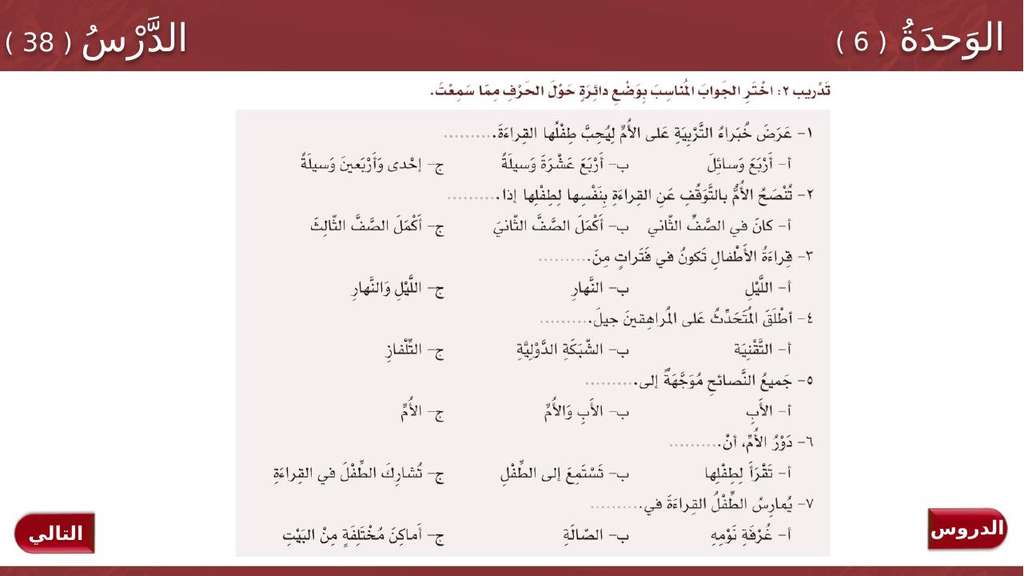 الوَحدَةُ ( 6 )
الدَّرْسُ ( 38 )
تَدْريب ٢: اخْتَرِ الجَوابَ المُناسِبَ بِوَضْعِ دائِرَةٍ حَوْلَ الحَرْفِ مِمّا سَمِعْتَ.
١- عَرَضَ خُبَراءُ التَّرْبِيَةِ عَلى الأُمِّ لِيُحِبَّ طِفْلُها القِراءَةَ..........
أ- أَرْبَعَ وَسائِلَ ب- أَرْبَعَ عَشْرَةَ وَسيلَةً ج- إحْدى وَأَرْبَعينَ وَسيلَةً
٢- تُنْصَحُ الأُمُّ بالتَّوَقُفِ عَنِ القِراءَةِ بِنَفْسِها لِطِفْلِها إذا..........
أ- كانَ في الصَّفِّ الثّاني ب- أَكْمَلَ الصَّفَّ الثّانيَ ج- أَكْمَلَ الصَّفَّ الثّالِثَ
٣- قِراءَةُ الأَطْفالِ تَكونُ في فَتَراتٍ مِنَ..........
أ- اللَّيْلِ ب- النَّهارِ ج- اللَّيْلِ وَالنَّهارِ
٤- أطْلَقَ المُتَحَدِّثُ عَلى المُراهِقينَ جيلَ..........
أ- التَّقْنِيَة ب- الشَّبَكَةِ الدَّوْلِيَّةِ ج- التِّلْفازِ
٥- جَميعُ النَّصائحِ مُوَجَّهَةٌ إلى..........
أ- الأَبِ ب- الأَبِ وَالأُمِّ ج- الأُمِّ
٦- دَوْرُ الأُمِّ، أنْ..........
أ- تَقْرَأَ لِطِفْلِها ب- تَسْتَمِعَ إلى الطِّفْلِ ج- تُشارِكَ الطِّفْلَ في القِراءَةِ
٧- يُمارِسُ الطِّفْلُ القِراءَةَ في..........
أ- غُرْفَةِ نَوْمِهِ ب- الصّالَةِ ج- أَماكِنَ مُخْتَلِفَةٍ مِنْ البَيْتِ
الدروس
التالي